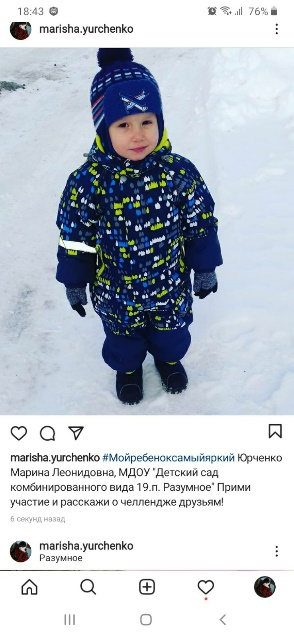 18:43
76%
marisha.yurchenko
marisha.yurchenko #Мойребеноксамыйяркий Юрченко
Марина Леонидовна, МДОУ "Детский сад
комбинированного вида 19.п. Разумное" Прими
участие и расскажи о челлендже друзьям!
6 секунд назад
marisha.yurchenko
Разумное